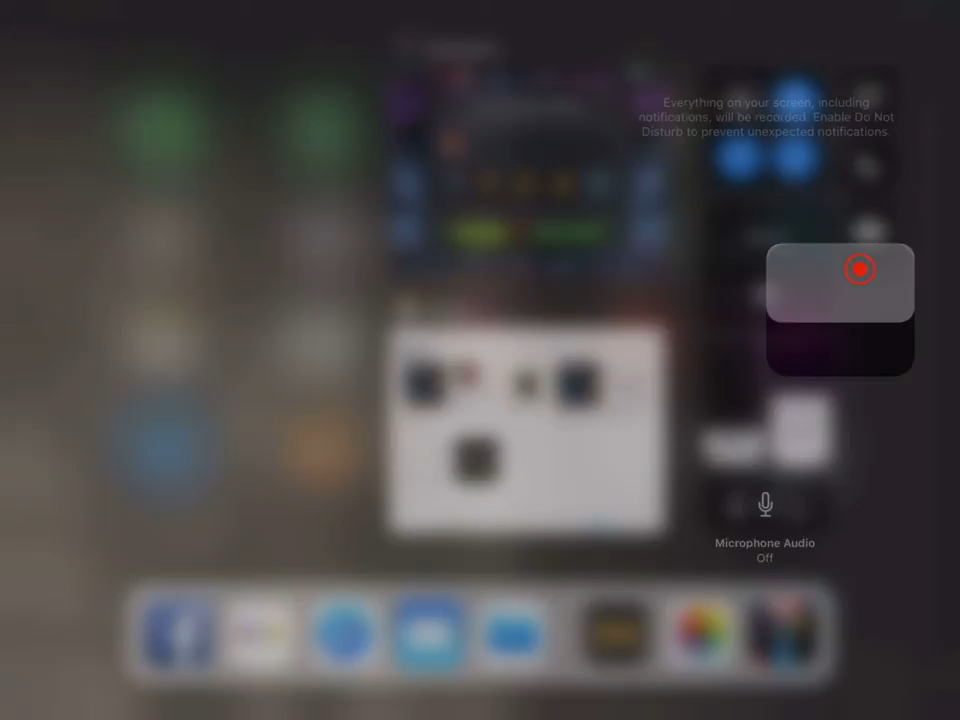 Everything on your screen, including
notifications, will be recorded. Enable Do Not
Disturb to prevent unexpected notifications.
Microphone Audio
Off